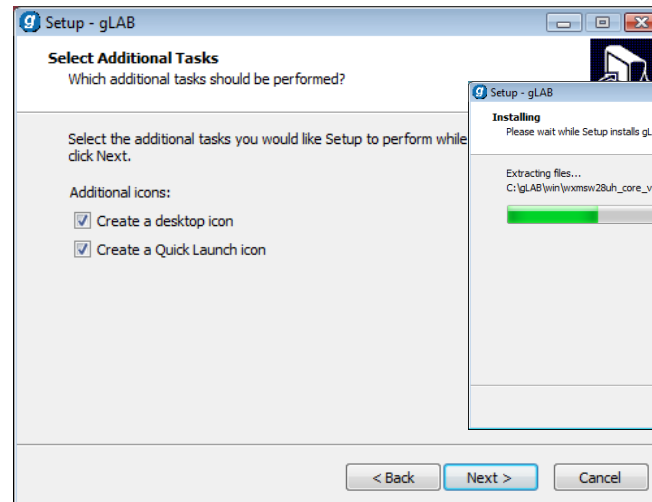 Setup - gLAB
Select Additional Tasks
Which additional tasks should be performed?
Select the additional tasks you would like Setup to perform while
click Next.
Additional icons:
Create a desktop icon
Create a Quick Launch icon
< Back
Next >
Cancel
Setup - gLAB
Installing
Please wait while Setup installs gL
Extracting files...
C:\gLAB\win\wxmsw28uh_core_v